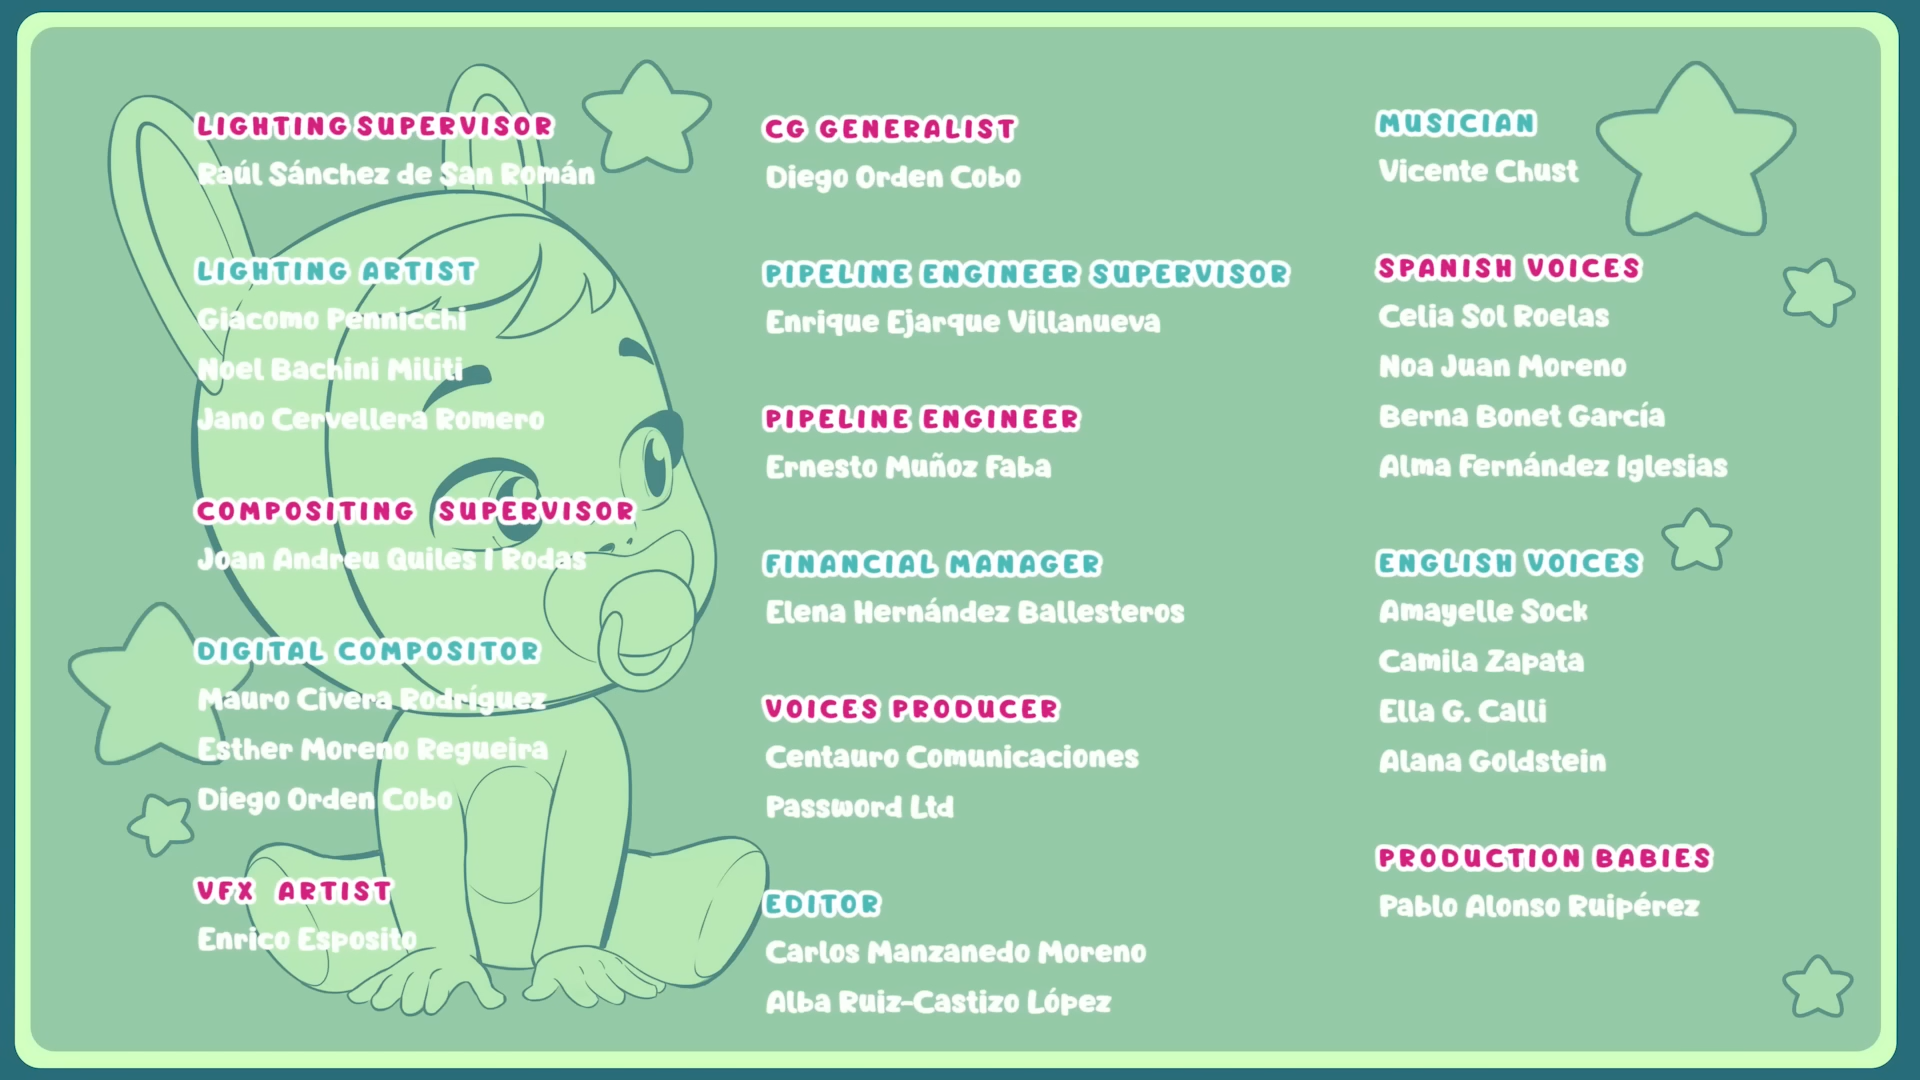 LIGHTING SUPERVISOR
Raúl Sánchez de San Román
LIGHTING ARTIST
Giacomo Pennicchi
Noel Bachini Militi
Jano Cervellera Romero
COMPOSITING SUPERVISOR
Joan Andreu Quiles I Rodas
DIGITAL COMPOSITOR
Mauro Civera Rodríguez
Esther Moreno Regueira
Diego Orden Cobo
VFX ARTIST
Enrico Esposito
CG GENERALIST
Diego Orden Cobo
PIPELINE ENGINEER SUPERVISOR
Enrique Ejarque Villanueva
PIPELINE ENGINEER
Ernesto Muñoz Faba
FINANCIAL MANAGER
Elena Hernández Ballesteros
VOICES PRODUCER
Centauro Comunicaciones
Password Ltd
EDITOR
Carlos Manzanedo Moreno
Alba Ruiz-Castizo López
MUSICIAN
Vicente Chust
SPANISH VOICES
Celia Sol Roelas
Noa Juan Moreno
Berna Bonet García
Alma Fernández Iglesias
ENGLISH VOICES
Amayelle Sock
Camila Zapata
Ella G. Calli
Alana Goldstein
PRODUCTION BABIES
Pablo Alonso Ruipérez